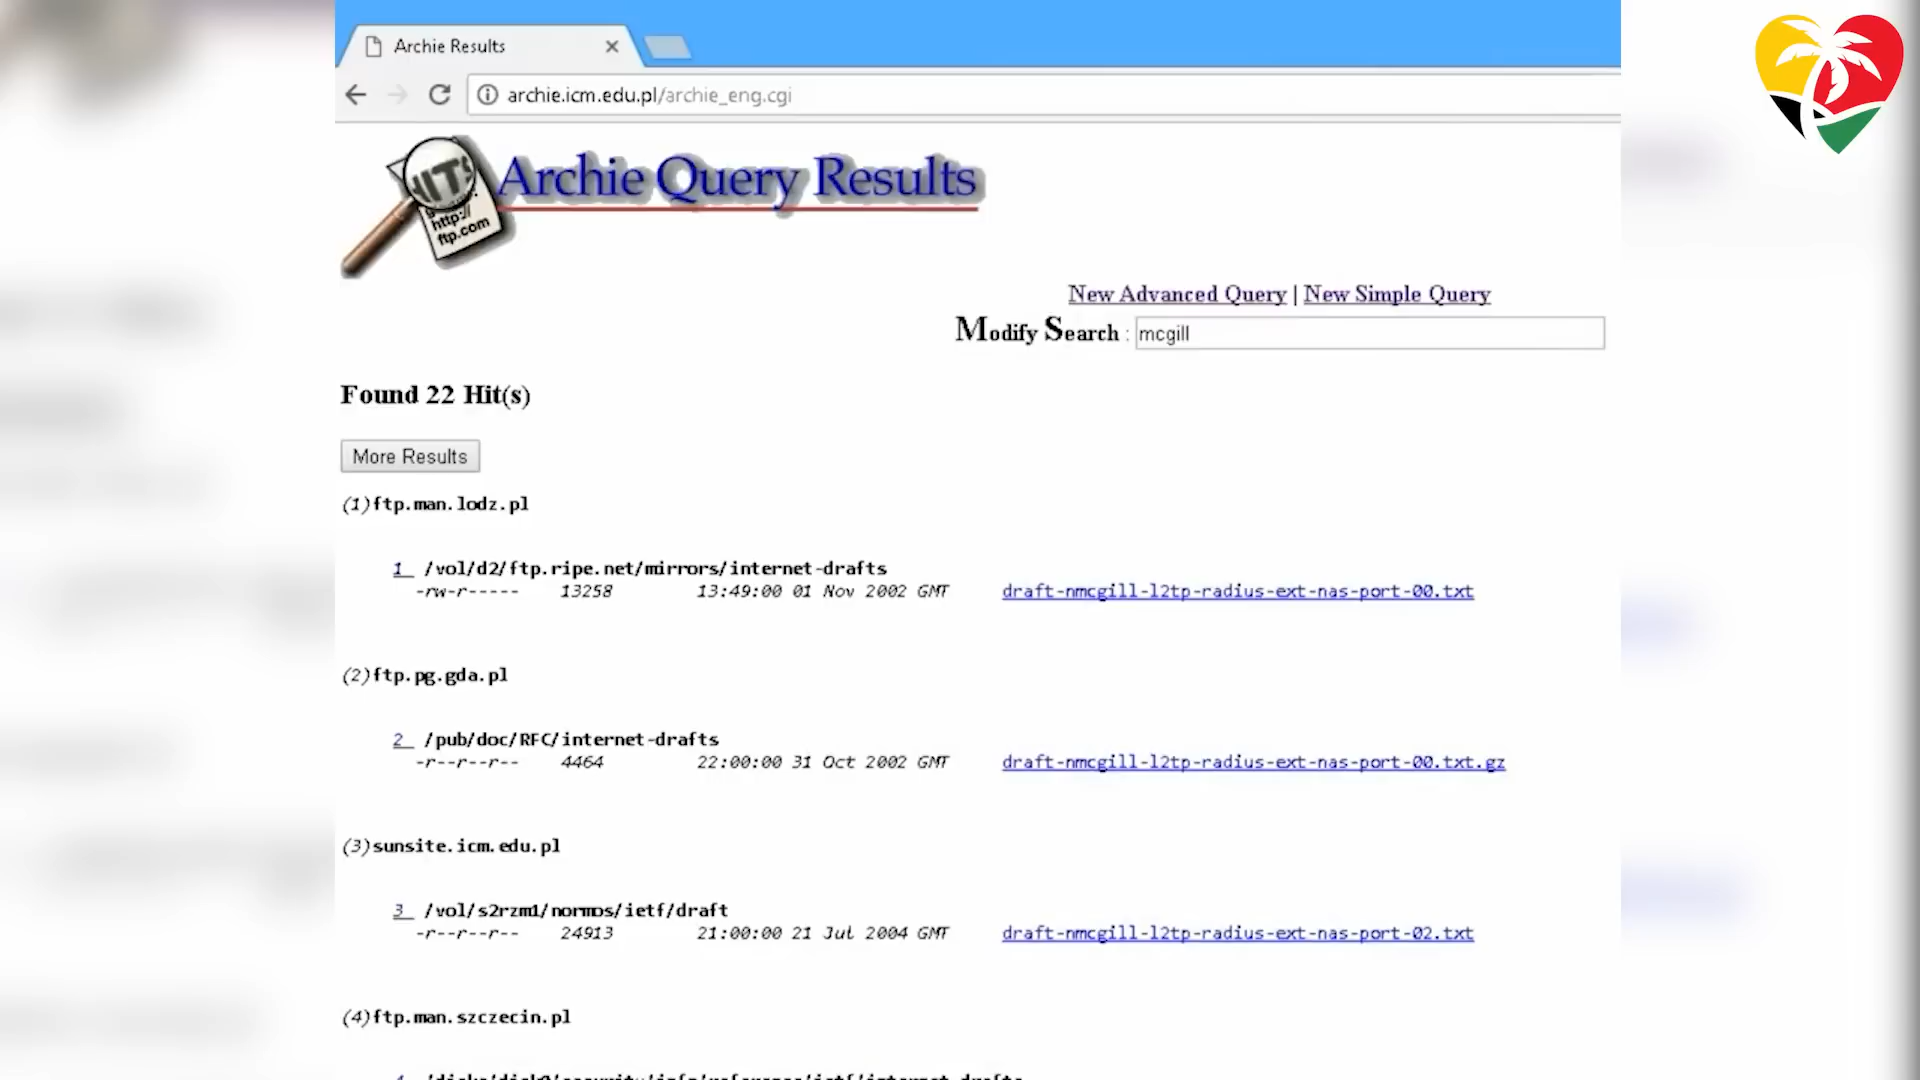 Archie Results
archie.icm.edu.pl/archie_eng.cgi
HITS
http://
ftp.com
Archie Query Results
New Advanced Query | New Simple Query
Modify Search : mcgill
Found 22 Hit(s)
More Results
(1)ftp.man.lodz.pl
1 /vol/d2/ftp.ripe.net/mirrors/internet-drafts
-rw-r----- 13258 13:49:00 01 Nov 2002 GMT draft-nmcgill-l2tp-radius-ext-nas-port-00.txt
(2)ftp.pg.gda.pl
2 /pub/doc/RFC/internet-drafts
-r--r--r-- 4464 22:00:00 31 Oct 2002 GMT draft-nmcgill-l2tp-radius-ext-nas-port-00.txt.gz
(3)sunsite.icm.edu.pl
3 /vol/s2rzm1/normos/ietf/draft
-r--r--r-- 24913 21:00:00 21 Jul 2004 GMT draft-nmcgill-l2tp-radius-ext-nas-port-02.txt
(4)ftp.man.szczecin.pl